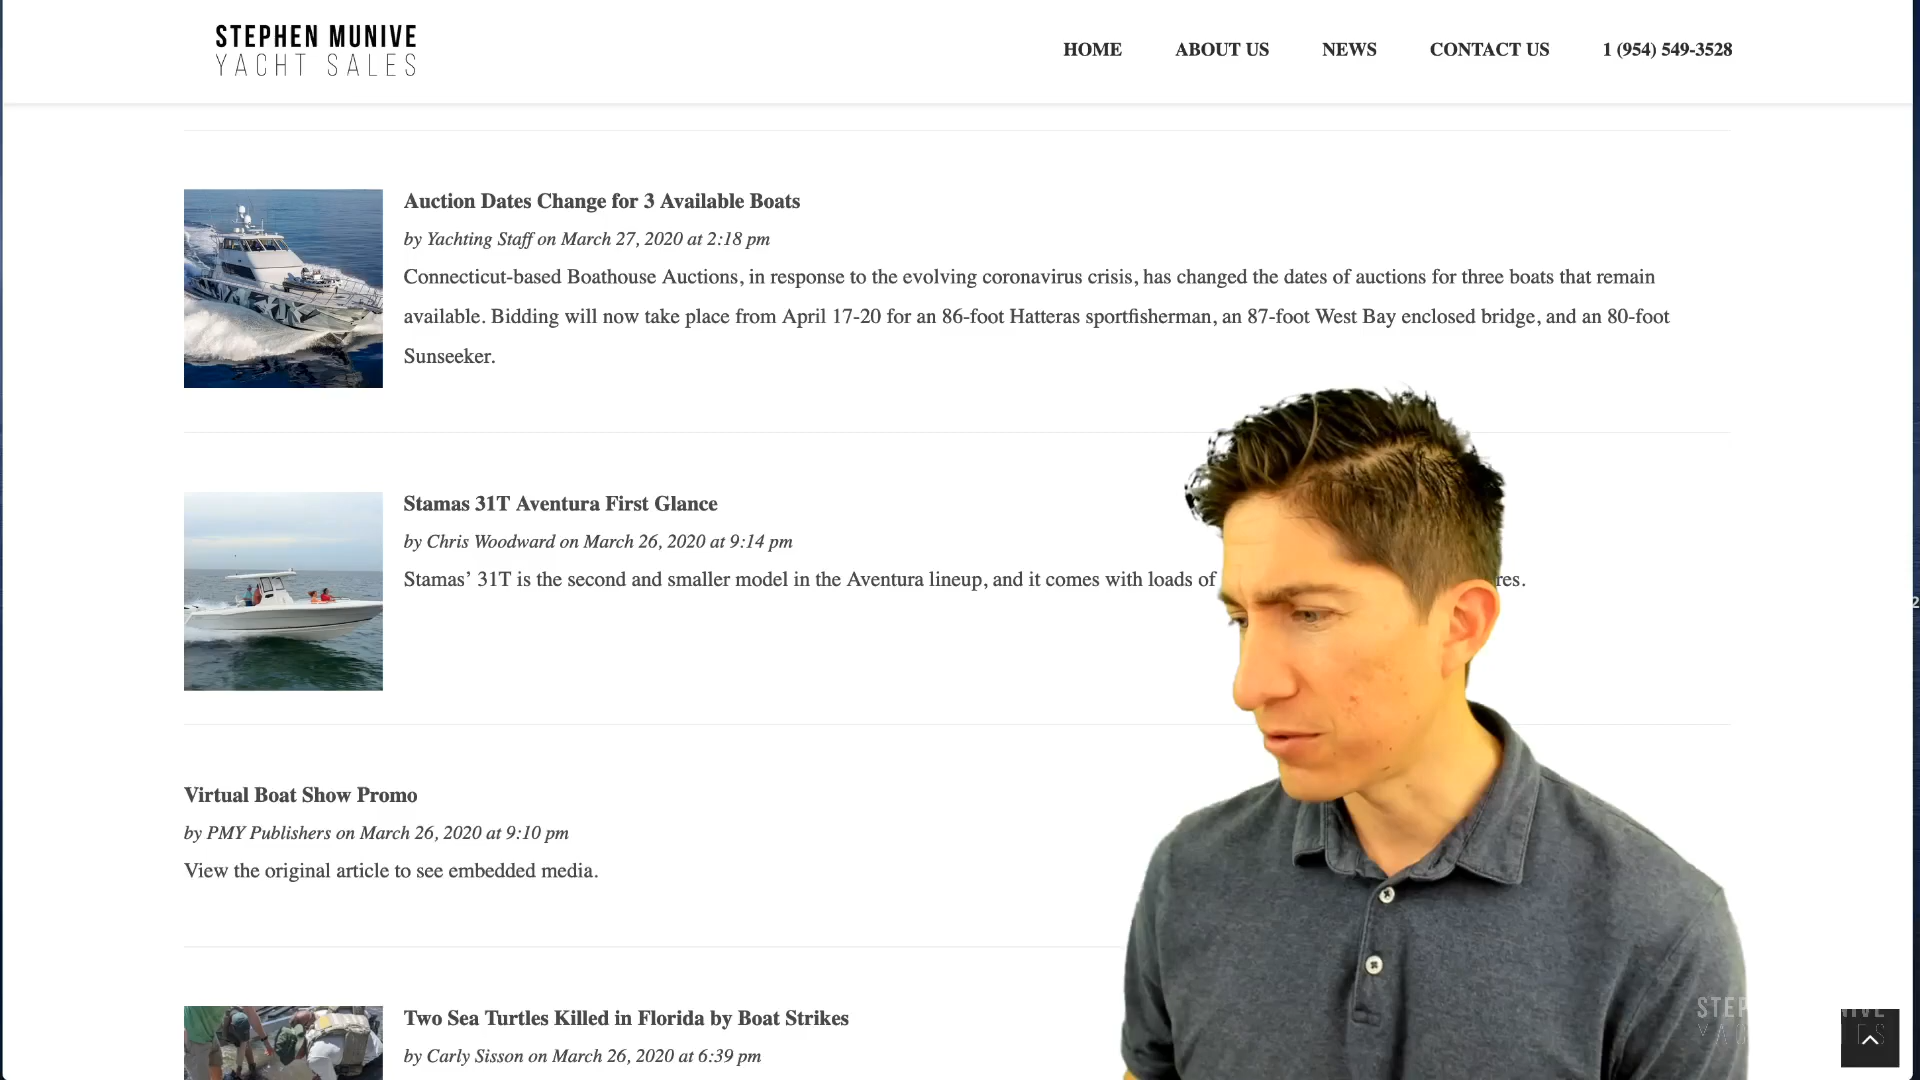 STEPHEN MUNIVE
YACHT SALES
HOME
ABOUT US
NEWS
CONTACT US
1 (954) 549-3528
Auction Dates Change for 3 Available Boats
by Yachting Staff on March 27, 2020 at 2:18 pm
Connecticut-based Boathouse Auctions, in response to the evolving coronavirus crisis, has changed the dates of auctions for three boats that remain
available. Bidding will now take place from April 17-20 for an 86-foot Hatteras sportfisherman, an 87-foot West Bay enclosed bridge, and an 80-foot
Sunseeker.
Stamas 31T Aventura First Glance
by Chris Woodward on March 26, 2020 at 9:14 pm
Stamas’ 31T is the second and smaller model in the Aventura lineup, and it comes with loads of
Virtual Boat Show Promo
by PMY Publishers on March 26, 2020 at 9:10 pm
View the original article to see embedded media.
Two Sea Turtles Killed in Florida by Boat Strikes
by Carly Sisson on March 26, 2020 at 6:39 pm